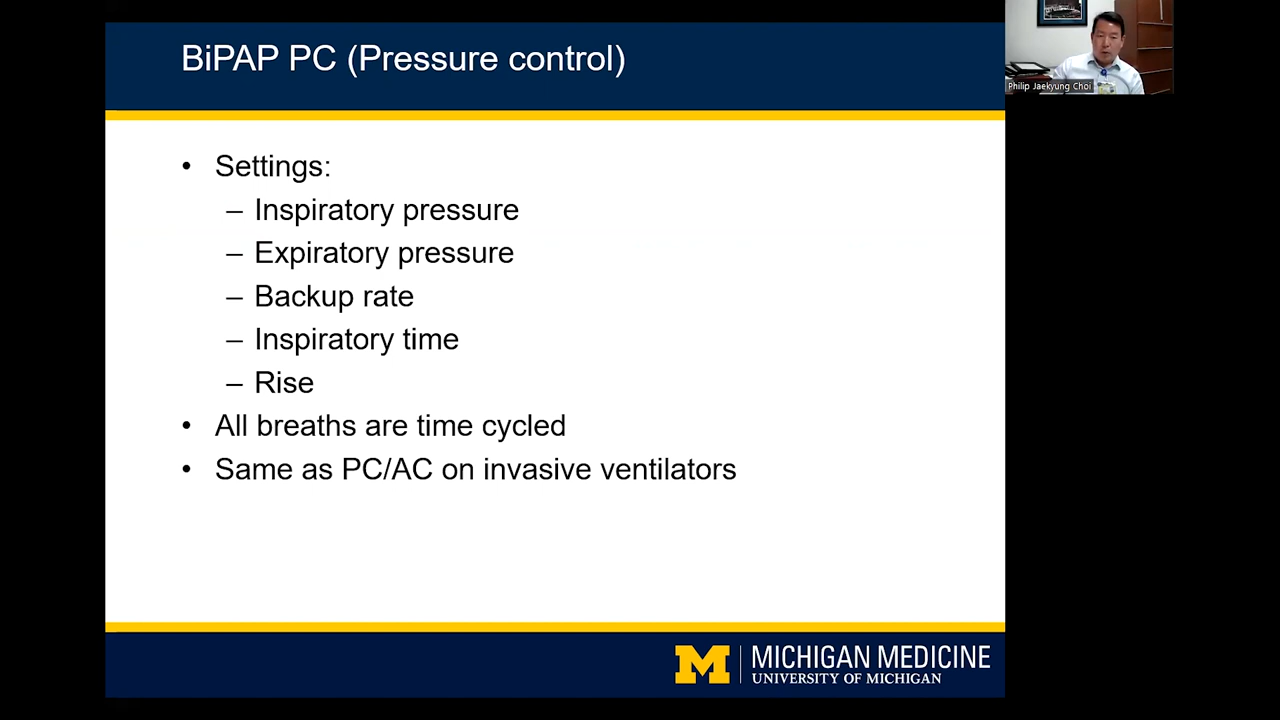 BiPAP PC (Pressure control)
Philip Jaekyung Choi
• Settings:
– Inspiratory pressure
– Expiratory pressure
– Backup rate
– Inspiratory time
– Rise
• All breaths are time cycled
• Same as PC/AC on invasive ventilators
M
MICHIGAN MEDICINE
UNIVERSITY OF MICHIGAN